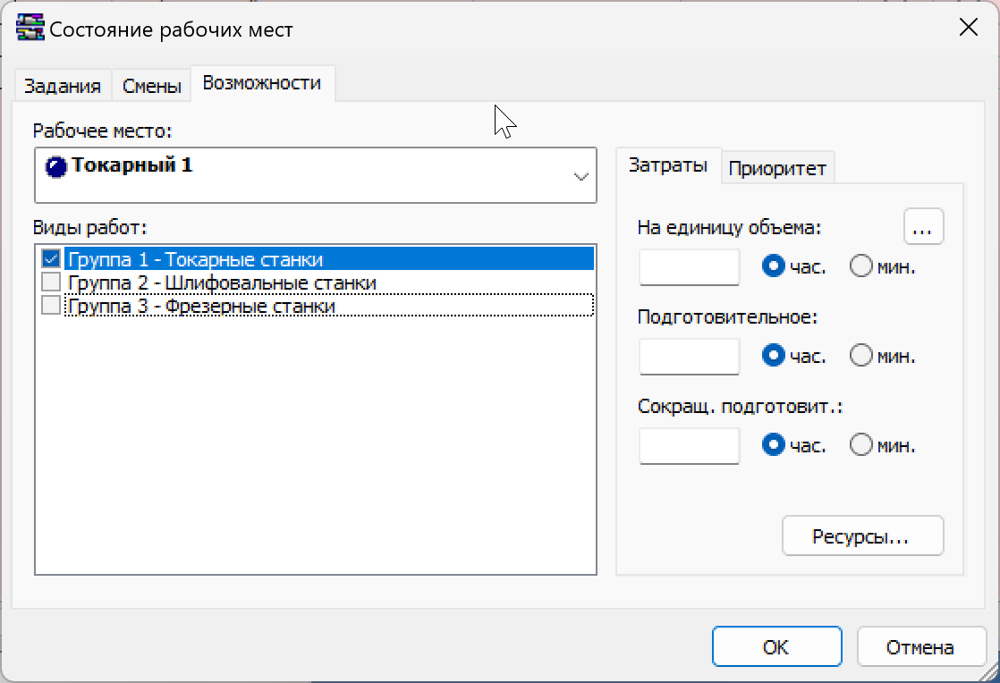 Состояние рабочих мест
Задания Смены Возможности
Рабочее место:
Токарный 1
Виды работ:
Группа 1 - Токарные станки
Группа 2 - Шлифовальные станки
Группа 3 - Фрезерные станки
Затраты Приоритет
На единицу объема: ...
час. мин.
Подготовительное:
час. мин.
Сокращ. подготовит.:
час. мин.
Ресурсы...
ОК Отмена